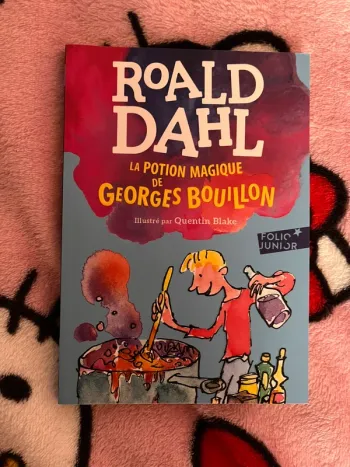 ROALD
DAHL
LA POTION MAGIQUE
DE
GEORGES BOUILLON
Illustré par Quentin Blake
FOLIO
JUNIOR